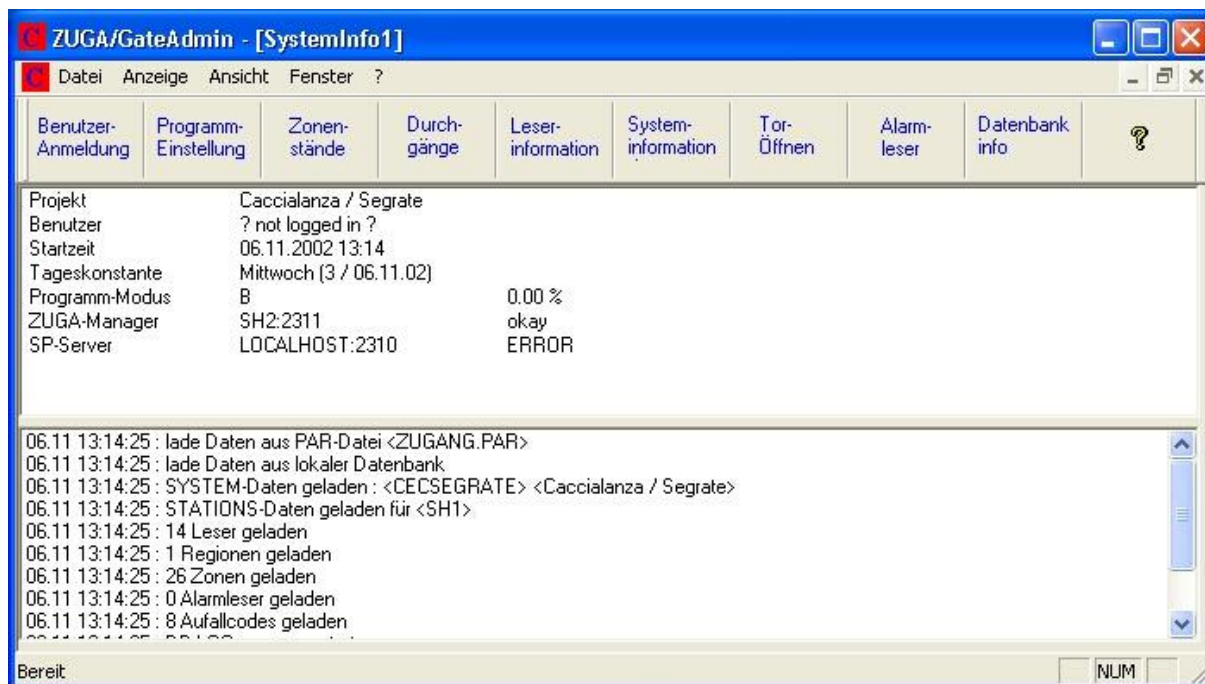 ZUGA/GateAdmin - [SystemInfo1]
Datei Anzeige Ansicht Fenster ?
Benutzer-
Anmeldung
Programm-
Einstellung
Zonen-
stände
Durch-
gänge
Leser-
information
System-
information
Tor-
Öffnen
Alarm-
leser
Datenbank
info
?
Projekt Caccialanza / Segrate
Benutzer ? not logged in ?
Startzeit 06.11.2002 13:14
Tageskonstante Mittwoch (3 / 06.11.02)
Programm-Modus B 0.00 %
ZUGA-Manager SH2:2311 okay
SP-Server LOCALHOST:2310 ERROR
06.11 13:14:25 : lade Daten aus PAR-Datei <ZUGANG.PAR>
06.11 13:14:25 : lade Daten aus lokaler Datenbank
06.11 13:14:25 : SYSTEM-Daten geladen : <CECSEGRATE> <Caccialanza / Segrate>
06.11 13:14:25 : STATIONS-Daten geladen für <SH1>
06.11 13:14:25 : 14 Leser geladen
06.11 13:14:25 : 1 Regionen geladen
06.11 13:14:25 : 26 Zonen geladen
06.11 13:14:25 : 0 Alarmleser geladen
06.11 13:14:25 : 8 Aufallcodes geladen
Bereit NUM